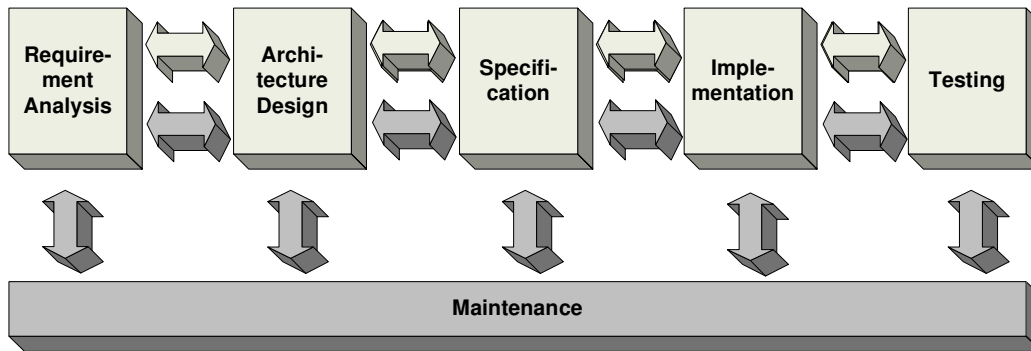 Require-
ment
Analysis
Archi-
tecture
Design
Specifi-
cation
Imple-
mentation
Testing
Maintenance